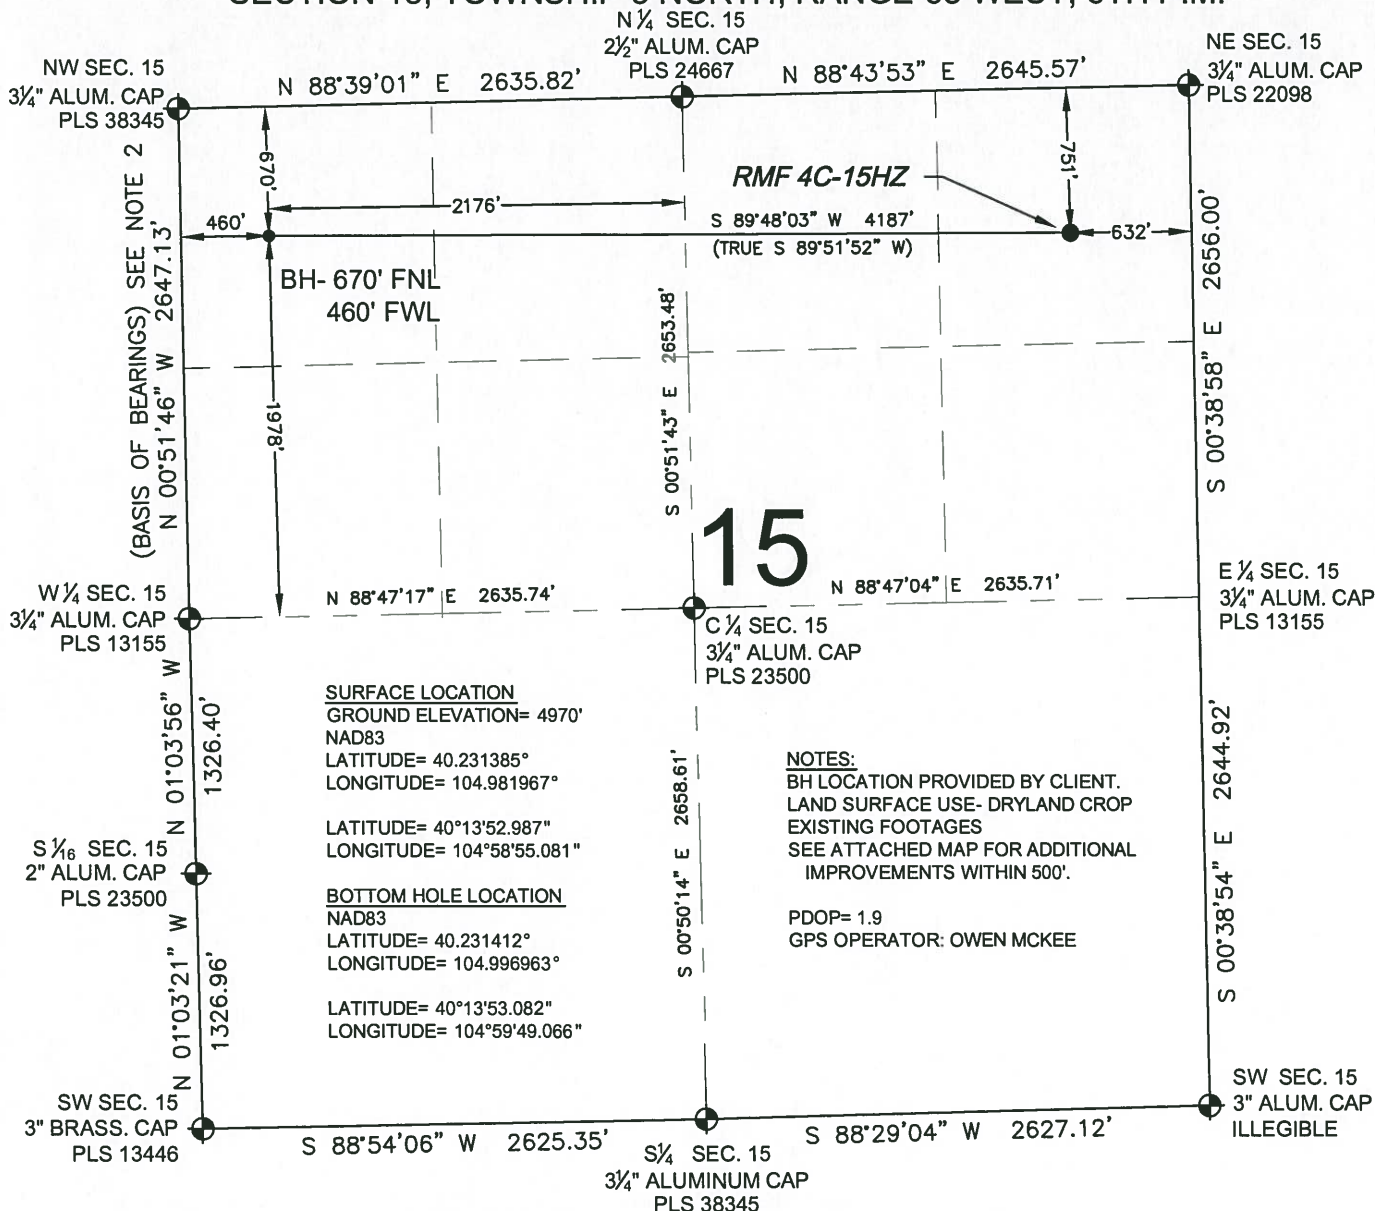 N ¼ SEC. 15
2½" ALUM. CAP
PLS 24667
NW SEC. 15
3¼" ALUM. CAP
PLS 38345
N 88°39'01" E 2635.82'
N 88°43'53" E 2645.57'
NE SEC. 15
3¼" ALUM. CAP
PLS 22098
670'
751'
RMF 4C-15HZ
2176'
460'
S 89°48'03" W 4187'
(TRUE S 89°51'52" W)
632'
BH- 670' FNL
460' FWL
(BASIS OF BEARINGS) SEE NOTE 2
N 00°51'46" W 2647.13'
S 00°51'43" E 2653.48'
S 00°38'58" E 2656.00'
1978'
15
W ¼ SEC. 15
3¼" ALUM. CAP
PLS 13155
N 88°47'17" E 2635.74'
N 88°47'04" E 2635.71'
E ¼ SEC. 15
3¼" ALUM. CAP
PLS 13155
C ¼ SEC. 15
3¼" ALUM. CAP
PLS 23500
N 01°03'56" W
1326.40'
SURFACE LOCATION
GROUND ELEVATION= 4970'
NAD83
LATITUDE= 40.231385°
LONGITUDE= 104.981967°
LATITUDE= 40°13'52.987"
LONGITUDE= 104°58'55.081"
BOTTOM HOLE LOCATION
NAD83
LATITUDE= 40.231412°
LONGITUDE= 104.996963°
LATITUDE= 40°13'53.082"
LONGITUDE= 104°59'49.066"
S 00°50'14" E 2658.61'
NOTES:
BH LOCATION PROVIDED BY CLIENT.
LAND SURFACE USE- DRYLAND CROP
EXISTING FOOTAGES
SEE ATTACHED MAP FOR ADDITIONAL
IMPROVEMENTS WITHIN 500'.
PDOP= 1.9
GPS OPERATOR: OWEN MCKEE
S 00°38'54" E 2644.92'
S 1⁄16 SEC. 15
2" ALUM. CAP
PLS 23500
N 01°03'21" W
1326.96'
SW SEC. 15
3" BRASS. CAP
PLS 13446
S 88°54'06" W 2625.35'
S¼ SEC. 15
3¼" ALUMINUM CAP
PLS 38345
S 88°29'04" W 2627.12'
SW SEC. 15
3" ALUM. CAP
ILLEGIBLE